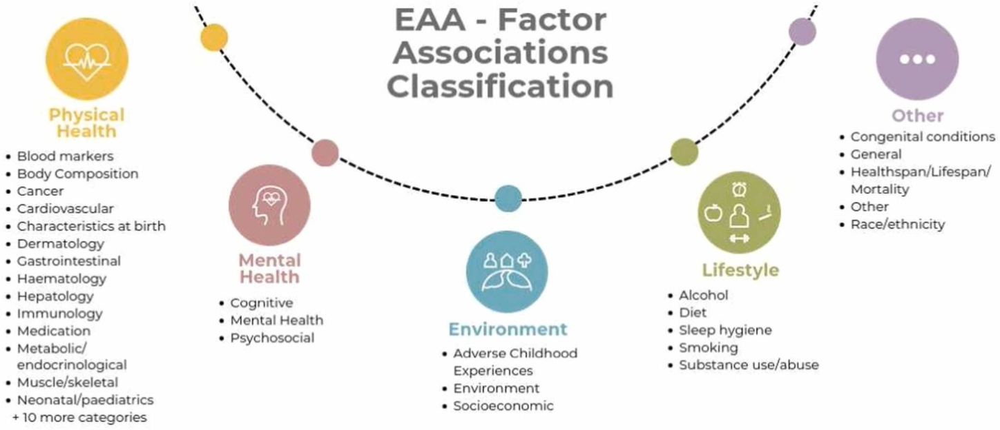 EAA - Factor
Associations
Classification
Physical
Health
• Blood markers
• Body Composition
• Cancer
• Cardiovascular
• Characteristics at birth
• Dermatology
• Gastrointestinal
• Haematology
• Hepatology
• Immunology
• Medication
• Metabolic/
endocrinological
• Muscle/skeletal
• Neonatal/paediatrics
+ 10 more categories
Mental
Health
• Cognitive
• Mental Health
• Psychosocial
Environment
• Adverse Childhood
Experiences
• Environment
• Socioeconomic
Lifestyle
• Alcohol
• Diet
• Sleep hygiene
• Smoking
• Substance use/abuse
Other
• Congenital conditions
• General
• Healthspan/Lifespan/
Mortality
• Other
• Race/ethnicity